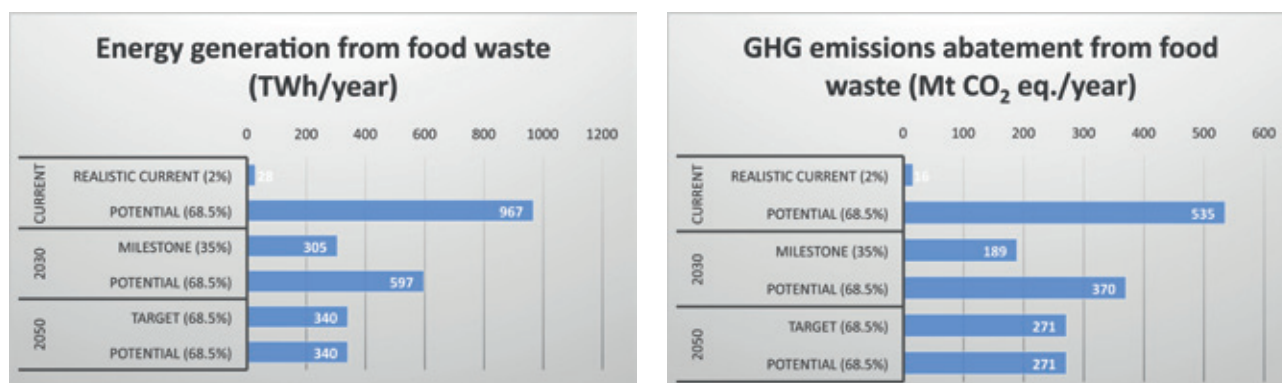 Energy generation from food waste
(TWh/year)
0 200 400 600 800 1000 1200
CURRENT
REALISTIC CURRENT (2%) 28
POTENTIAL (68.5%) 967
2030
MILESTONE (35%) 305
POTENTIAL (68.5%) 597
2050
TARGET (68.5%) 340
POTENTIAL (68.5%) 340
GHG emissions abatement from food
waste (Mt CO₂ eq./year)
0 100 200 300 400 500 600
CURRENT
REALISTIC CURRENT (2%) 16
POTENTIAL (68.5%) 535
2030
MILESTONE (35%) 189
POTENTIAL (68.5%) 370
2050
TARGET (68.5%) 271
POTENTIAL (68.5%) 271